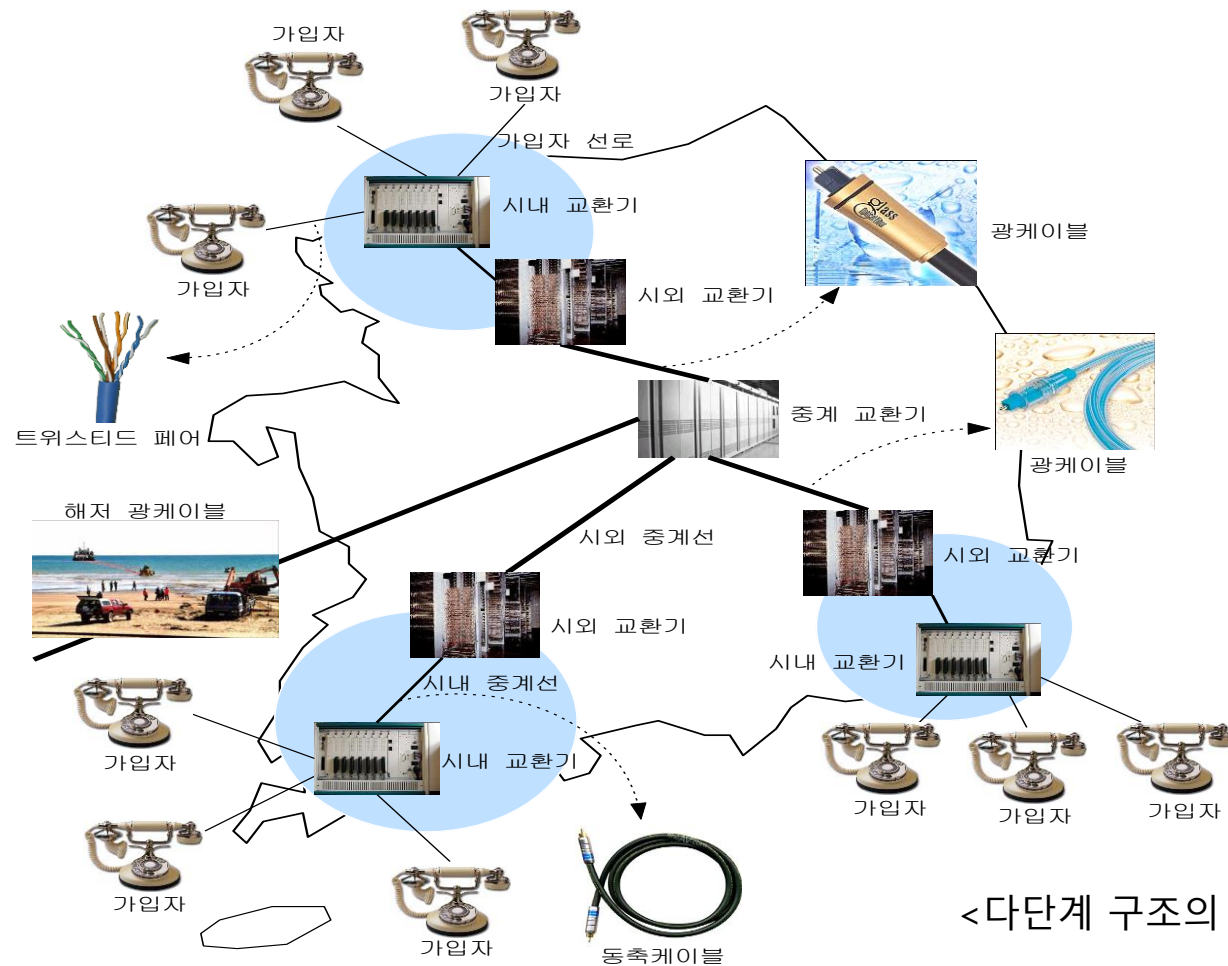 가입자
가입자
가입자 선로
시내 교환기
광케이블
가입자
시외 교환기
glass
중계 교환기
트위스티드 페어
광케이블
해저 광케이블
시외 중계선
시외 교환기
시외 교환기
시내 교환기
시내 중계선
가입자
시내 교환기
가입자
가입자
가입자
가입자
가입자
동축케이블
<다단계 구조의